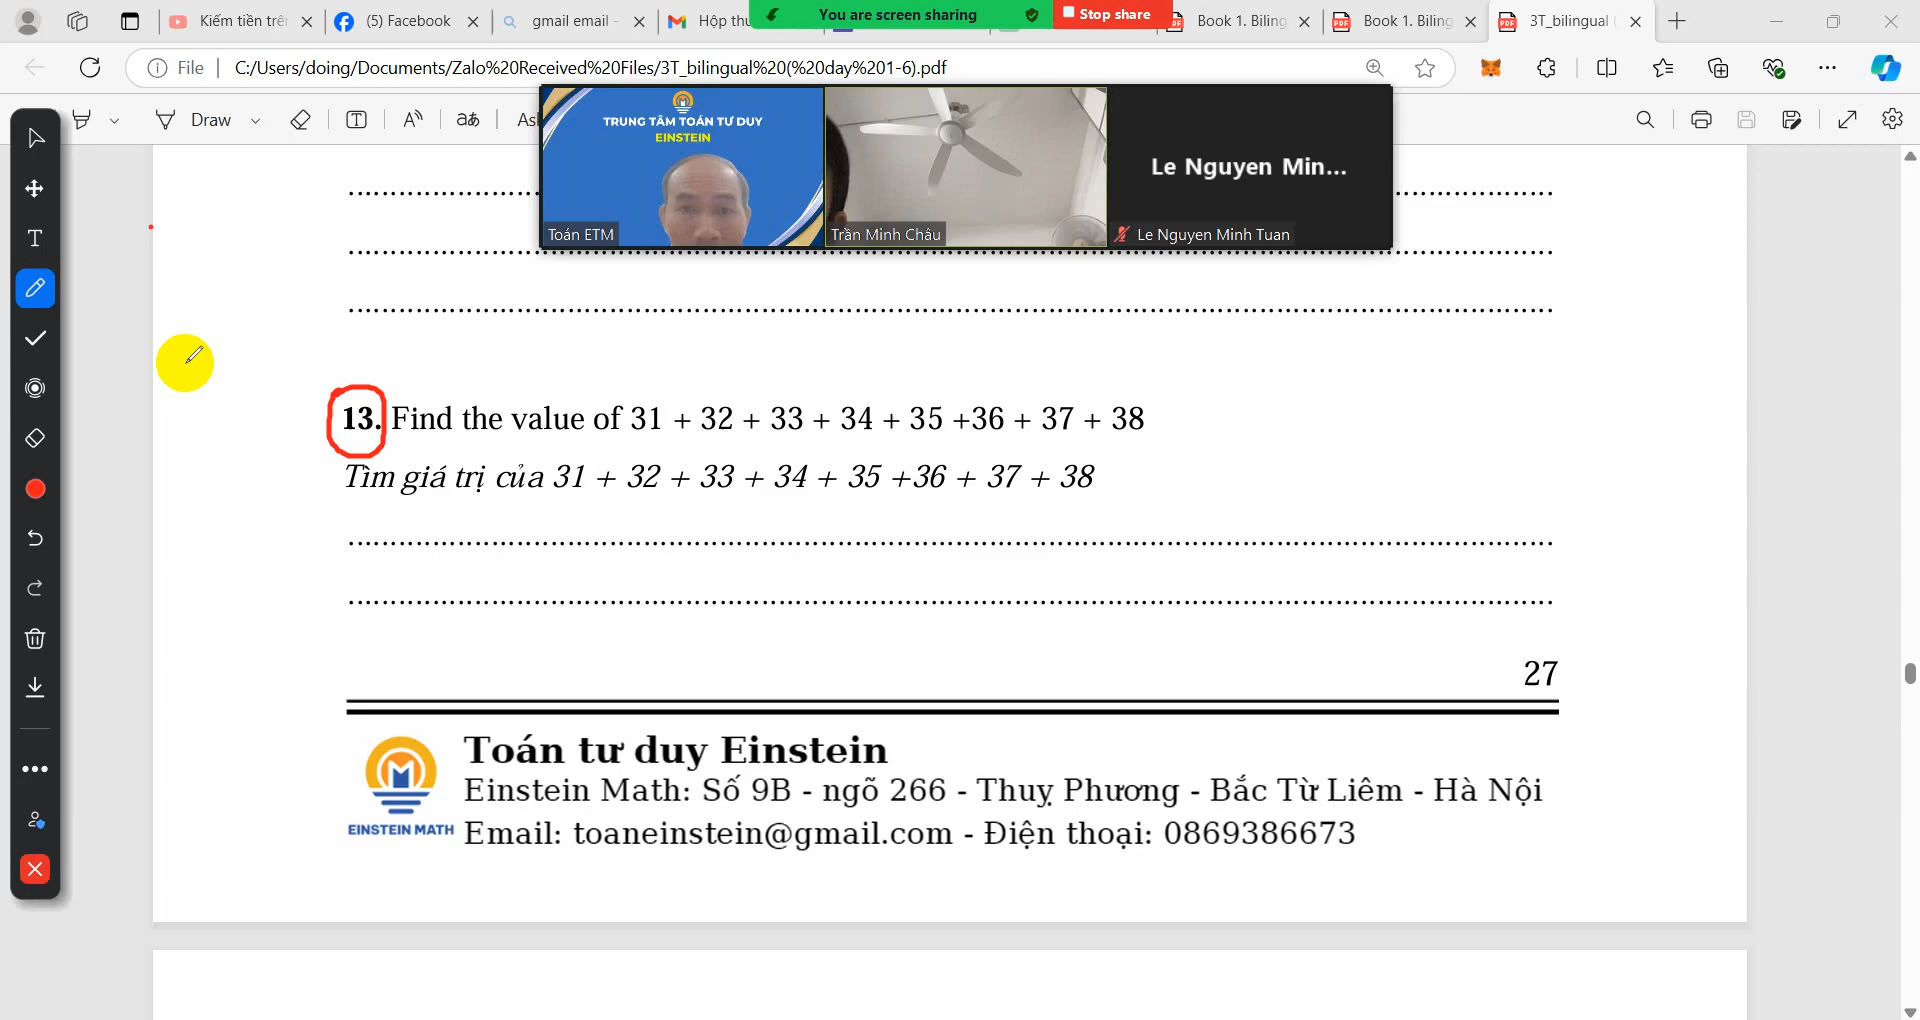 Kiếm tiền trê
(5) Facebook
gmail email -
Hộp thu
You are screen sharing
Stop share
Book 1. Biling
Book 1. Biling
3T_bilingual (
File
C:/Users/doing/Documents/Zalo%20Received%20Files/3T_bilingual%20(%20day%201-6).pdf
Draw
As
TRUNG TÂM TOÁN TƯ DUY
EINSTEIN
Toán ETM
Trần Minh Châu
Le Nguyen Min...
Le Nguyen Minh Tuan
13. Find the value of 31 + 32 + 33 + 34 + 35 +36 + 37 + 38
Tìm giá trị của 31 + 32 + 33 + 34 + 35 +36 + 37 + 38
27
EINSTEIN MATH
Toán tư duy Einstein
Einstein Math: Số 9B - ngõ 266 - Thuỵ Phương - Bắc Từ Liêm - Hà Nội
Email: toaneinstein@gmail.com - Điện thoại: 0869386673